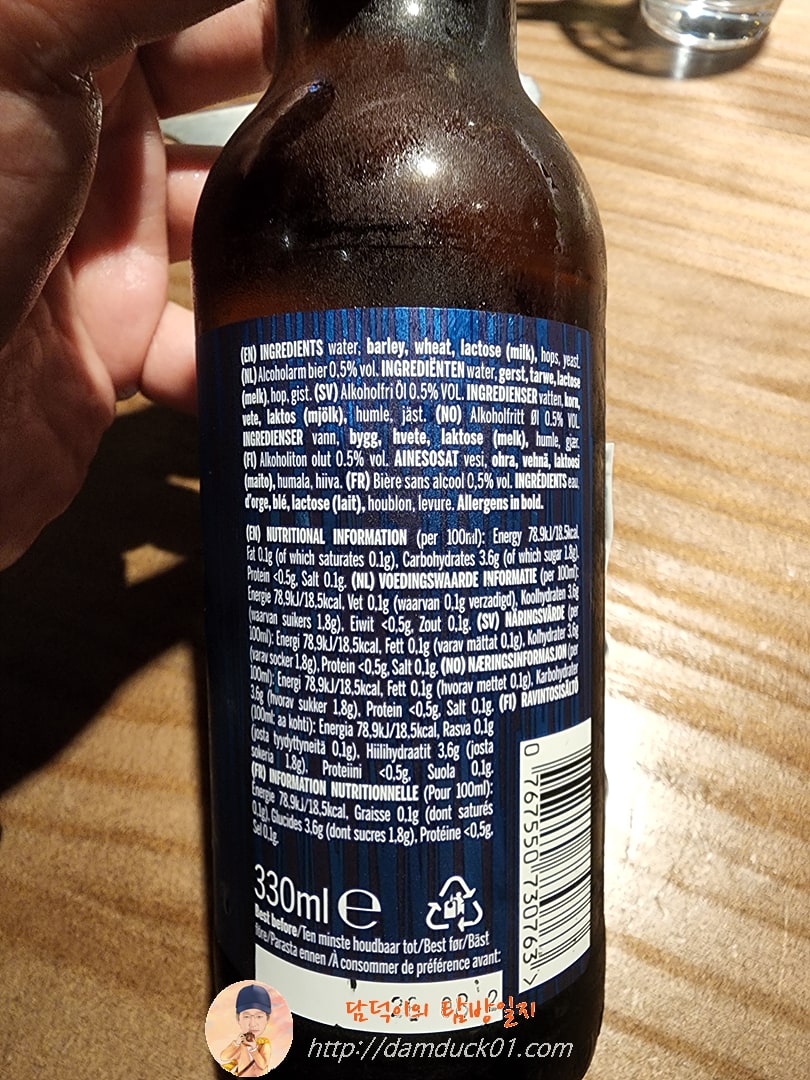 (EN) INGREDIENTS water, barley, wheat, lactose (milk), hops, yeast.
(NL) Alcoholarm bier 0,5% vol. INGREDIËNTEN water, gerst, tarwe, lactose
(melk), hop, gist. (SV) Alkoholfri Öl 0.5% VOL. INGREDIENSER vatten, korn,
vete, laktos (mjölk), humle, jäst. (NO) Alkoholfritt Øl 0.5% VOL.
INGREDIENSER vann, bygg, hvete, laktose (melk), humle, gjær.
(FI) Alkoholiton olut 0.5% vol. AINESOSAT vesi, ohra, vehnä, laktoosi
(maito), humala, hiiva. (FR) Bière sans alcool 0,5% vol. INGRÉDIENTS eau,
d'orge, blé, lactose (lait), houblon, levure. Allergens in bold.
(EN) NUTRITIONAL INFORMATION (per 100ml): Energy 78.9kJ/18,5kcal,
Fat 0.1g (of which saturates 0.1g), Carbohydrates 3.6g (of which sugar 1.8g),
Protein <0.5g, Salt 0.1g. (NL) VOEDINGSWAARDE INFORMATIE (per 100ml):
Energie 78.9kJ/18,5kcal, Vet 0,1g (waarvan 0,1g verzadigd), Koolhydraten 3,6g
(waarvan suikers 1,8g), Eiwit <0,5g, Zout 0.1g. (SV) NÄRINGSVÄRDE (per
100ml): Energi 78,9kJ/18,5kcal, Fett 0,1g (varav mättat 0,1g), Kolhydrater 3,6g
(varav socker 1,8g), Protein <0,5g, Salt 0,1g. (NO) NÆRINGSINFORMASJON (per
100ml): Energi 78,9kJ/18,5kcal, Fett 0,1g (hvorav mettet 0,1g), Karbohydrater
3,6g (hvorav sukker 1,8g), Protein <0,5g, Salt 0,1g. (FI) RAVINTOSISÄLTÖ
(100ml: aa kohti): Energia 78,9kJ/18,5kcal, Rasva 0,1g
(josta tyydyttyneitä 0,1g), Hiilihydraatit 3,6g (josta
sokeria 1,8g), Proteiini <0,5g, Suola 0,1g.
(FR) INFORMATION NUTRITIONNELLE (Pour 100ml):
Énergie 78,9kJ/18,5kcal, Graisse 0,1g (dont saturés
0,1g), Glucides 3,6g (dont sucres 1,8g), Protéine <0,5g,
Sel 0,1g.
330ml e
Best before/Ten minste houdbaar tot/Best før/Bäst
före/Parasta ennen /À consommer de préférence avant:
0 767550 730763 >
담덕이의 탐방일지
http://damduck01.com